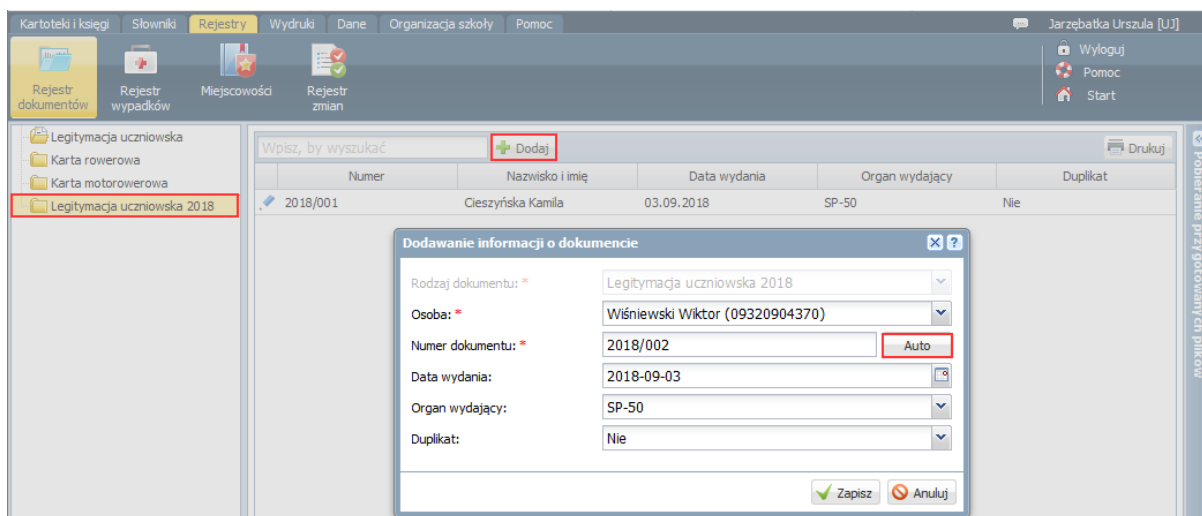 Kartoteki i księgi Słowniki Rejestry Wydruki Dane Organizacja szkoły Pomoc Jarzębatka Urszula [UJ]
Rejestr dokumentów
Rejestr wypadków
Miejscowości
Rejestr zmian
Wyloguj
Pomoc
Start
Legitymacja uczniowska
Karta rowerowa
Karta motorowerowa
Legitymacja uczniowska 2018
Wpisz, by wyszukać Dodaj Drukuj
Numer Nazwisko i imię Data wydania Organ wydający Duplikat
2018/001 Cieszyńska Kamila 03.09.2018 SP-50 Nie
Dodawanie informacji o dokumencie
Rodzaj dokumentu: * Legitymacja uczniowska 2018
Osoba: * Wiśniewski Wiktor (09320904370)
Numer dokumentu: * 2018/002 Auto
Data wydania: 2018-09-03
Organ wydający: SP-50
Duplikat: Nie
Zapisz Anuluj
Pobieranie przygotowanych plików